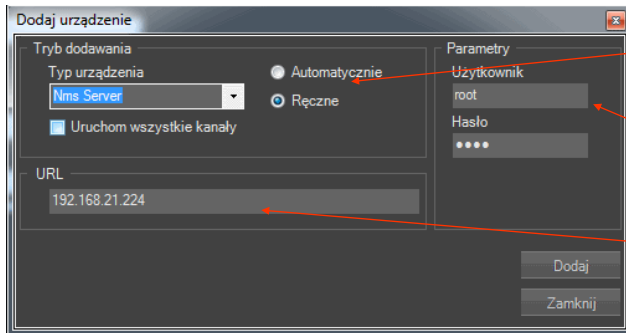 Dodaj urządzenie
Tryb dodawania
Typ urządzenia
Nms Server
Automatycznie
Ręczne
Uruchom wszystkie kanały
Parametry
Użytkownik
root
Hasło
••••
URL
192.168.21.224
Dodaj
Zamknij